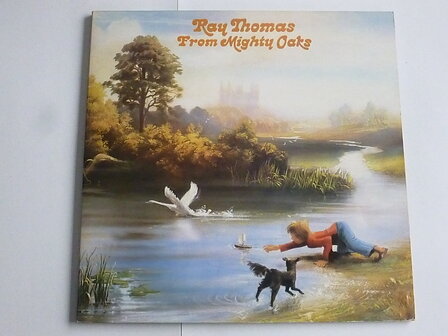 Ray Thomas
From Mighty Oaks